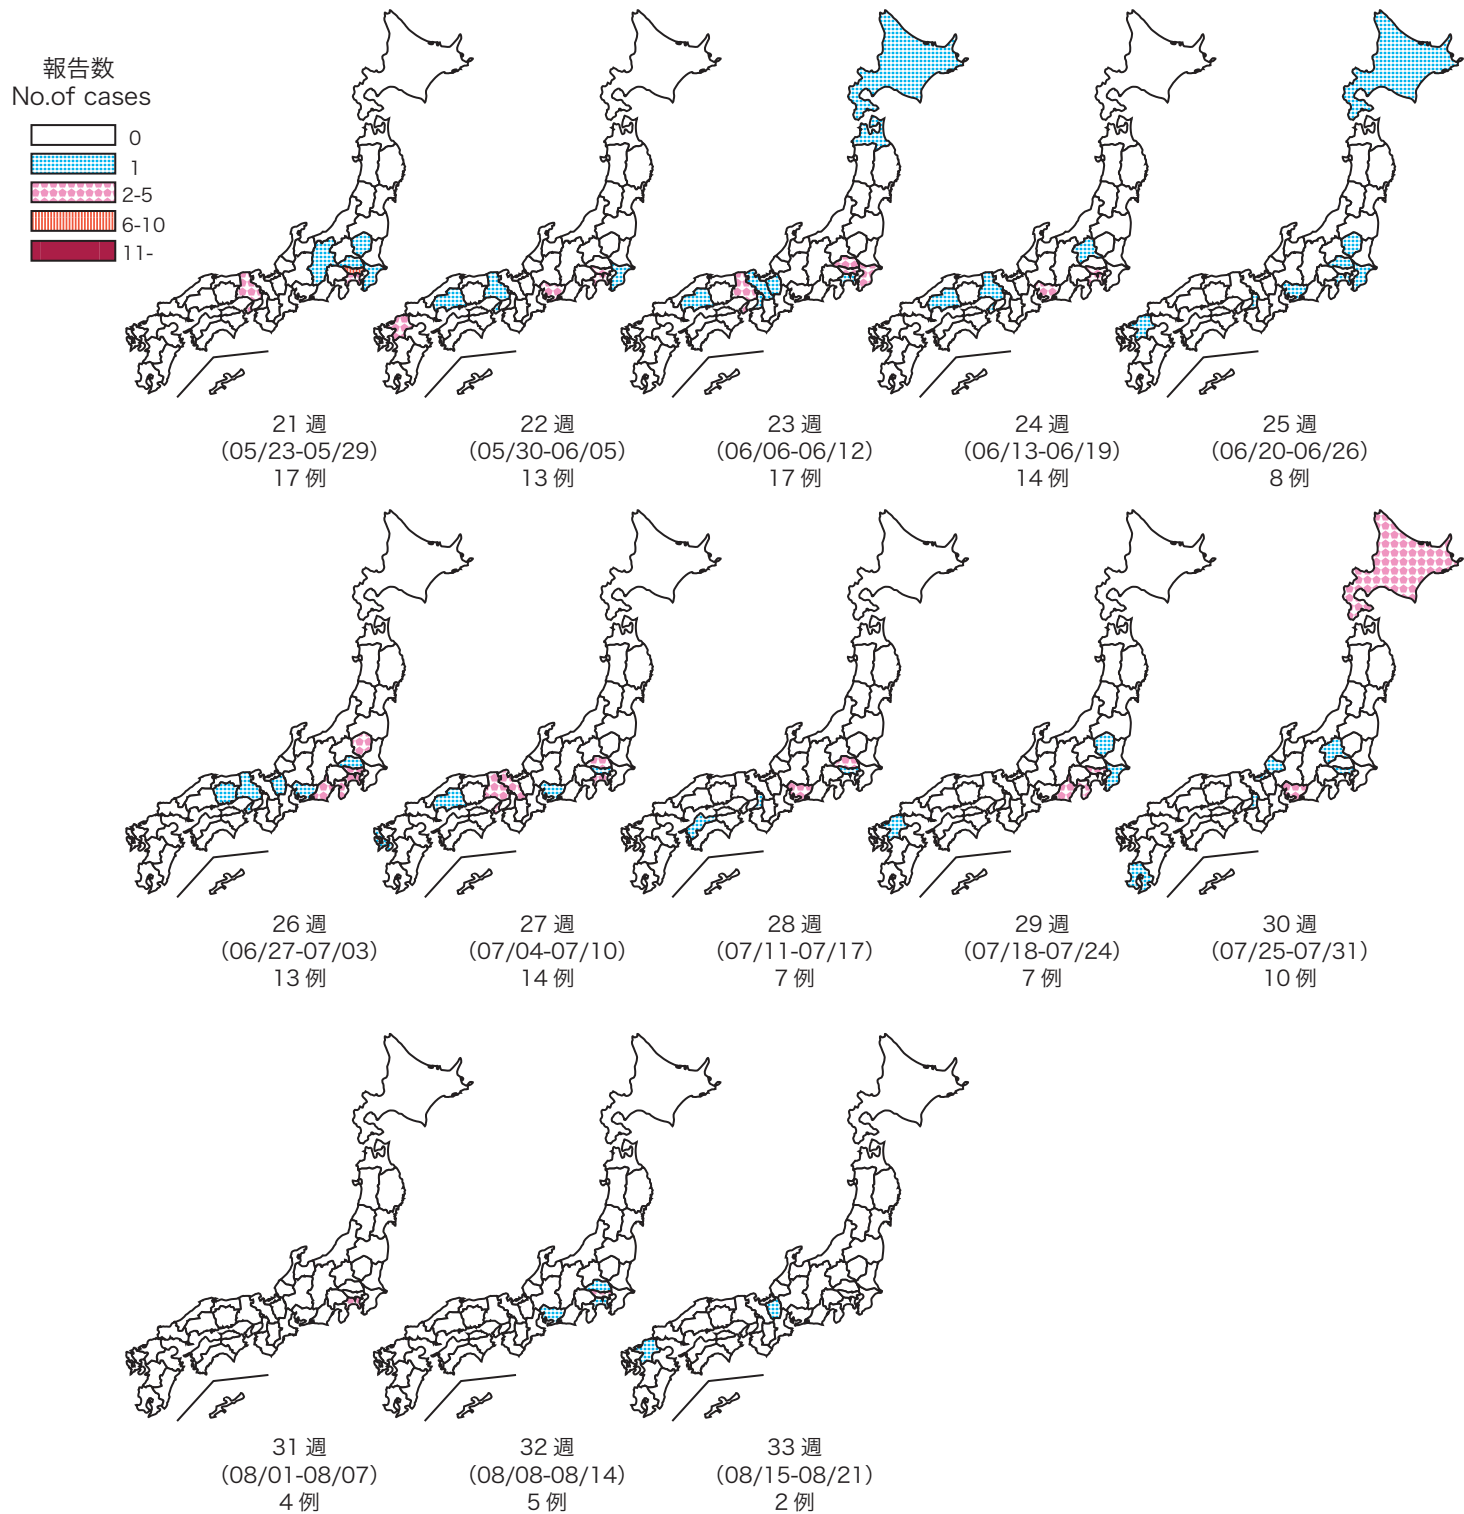 報告数
No.of cases
0
1
2-5
6-10
11-
21 週
（05/23-05/29）
17 例
22 週
（05/30-06/05）
13 例
23 週
（06/06-06/12）
17 例
24 週
（06/13-06/19）
14 例
25 週
（06/20-06/26）
8 例
26 週
（06/27-07/03）
13 例
27 週
（07/04-07/10）
14 例
28 週
（07/11-07/17）
7 例
29 週
（07/18-07/24）
7 例
30 週
（07/25-07/31）
10 例
31 週
（08/01-08/07）
4 例
32 週
（08/08-08/14）
5 例
33 週
（08/15-08/21）
2 例